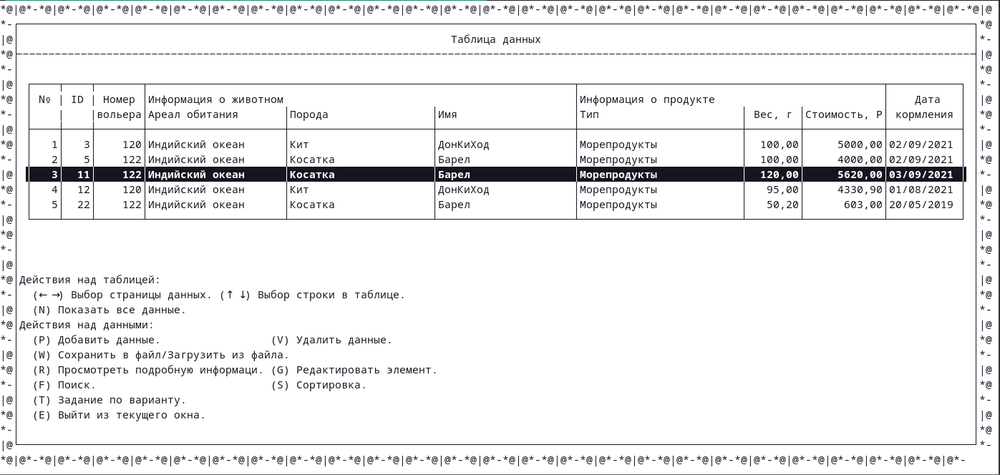 Таблица данных
№ | ID | Номер Информация о животном Информация о продукте Дата
| | вольера Ареал обитания Порода Имя Тип Вес, г Стоимость, Р кормления
1 3 120 Индийский океан Кит ДонКиХод Морепродукты 100,00 5000,00 02/09/2021
2 5 122 Индийский океан Косатка Барел Морепродукты 100,00 4000,00 02/09/2021
3 11 122 Индийский океан Косатка Барел Морепродукты 120,00 5620,00 03/09/2021
4 12 120 Индийский океан Кит ДонКиХод Морепродукты 95,00 4330,90 01/08/2021
5 22 122 Индийский океан Косатка Барел Морепродукты 50,20 603,00 20/05/2019
Действия над таблицей:
(← →) Выбор страницы данных. (↑ ↓) Выбор строки в таблице.
(N) Показать все данные.
Действия над данными:
(P) Добавить данные. (V) Удалить данные.
(W) Сохранить в файл/Загрузить из файла.
(R) Просмотреть подробную информаци. (G) Редактировать элемент.
(F) Поиск. (S) Сортировка.
(T) Задание по варианту.
(E) Выйти из текущего окна.